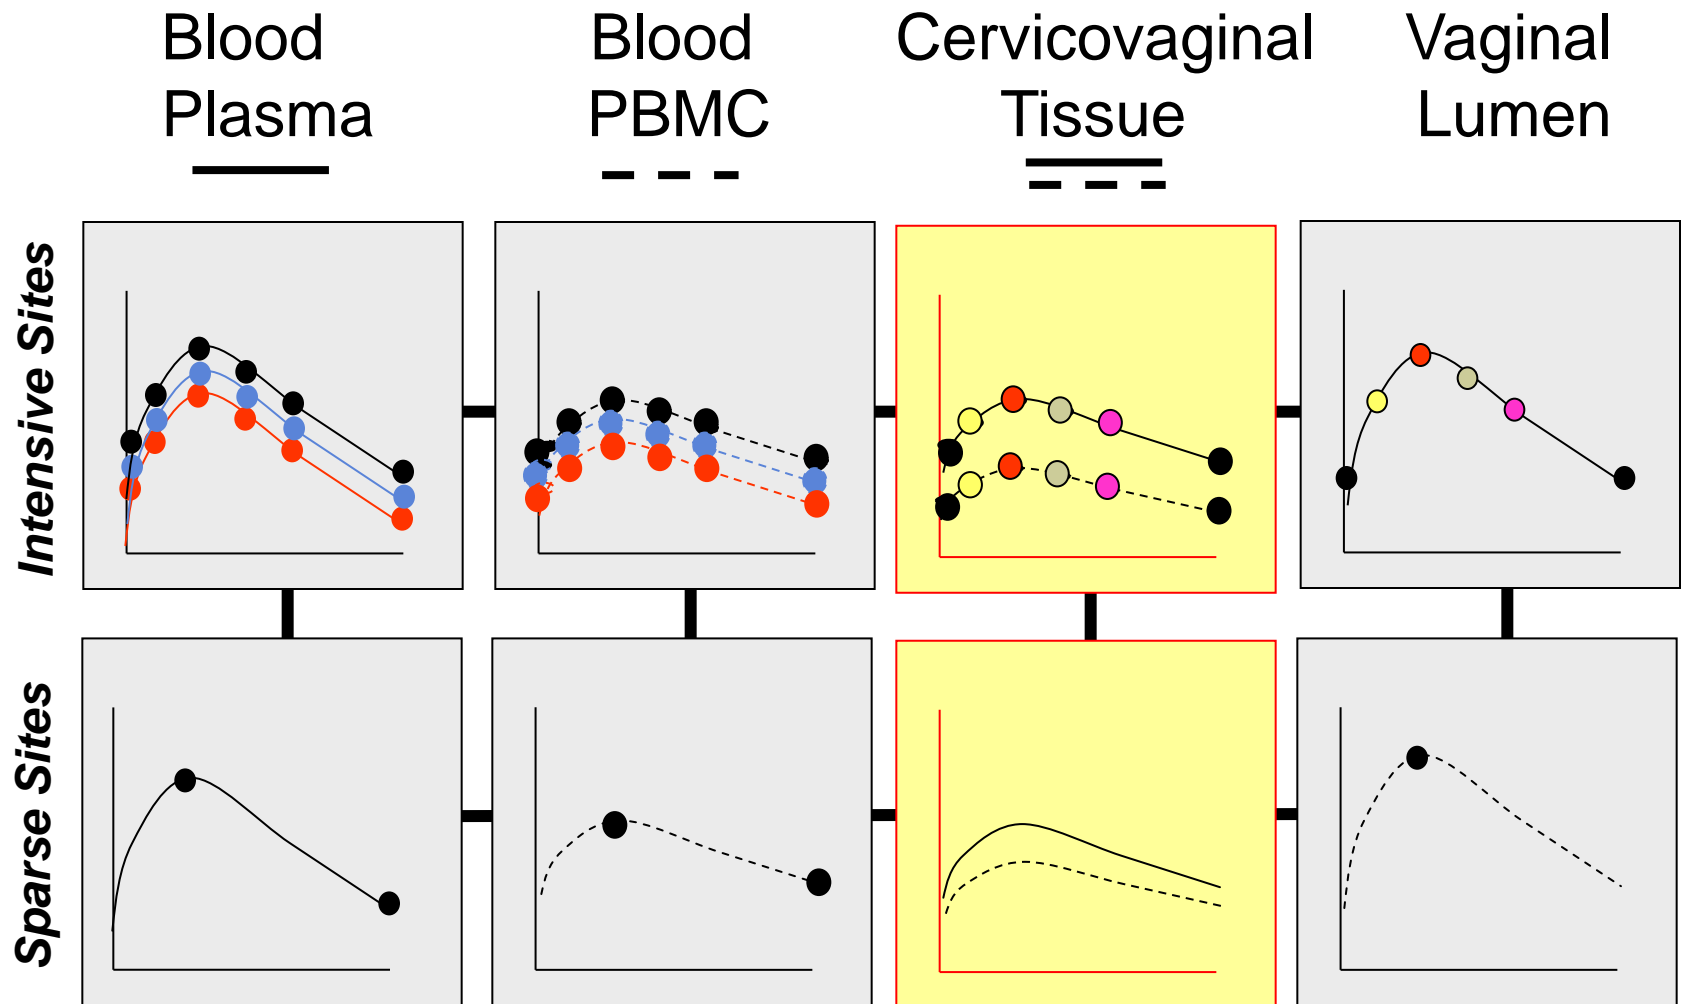 Blood
Plasma
Blood
PBMC
Cervicovaginal
Tissue
Vaginal
Lumen
Intensive Sites
Sparse Sites